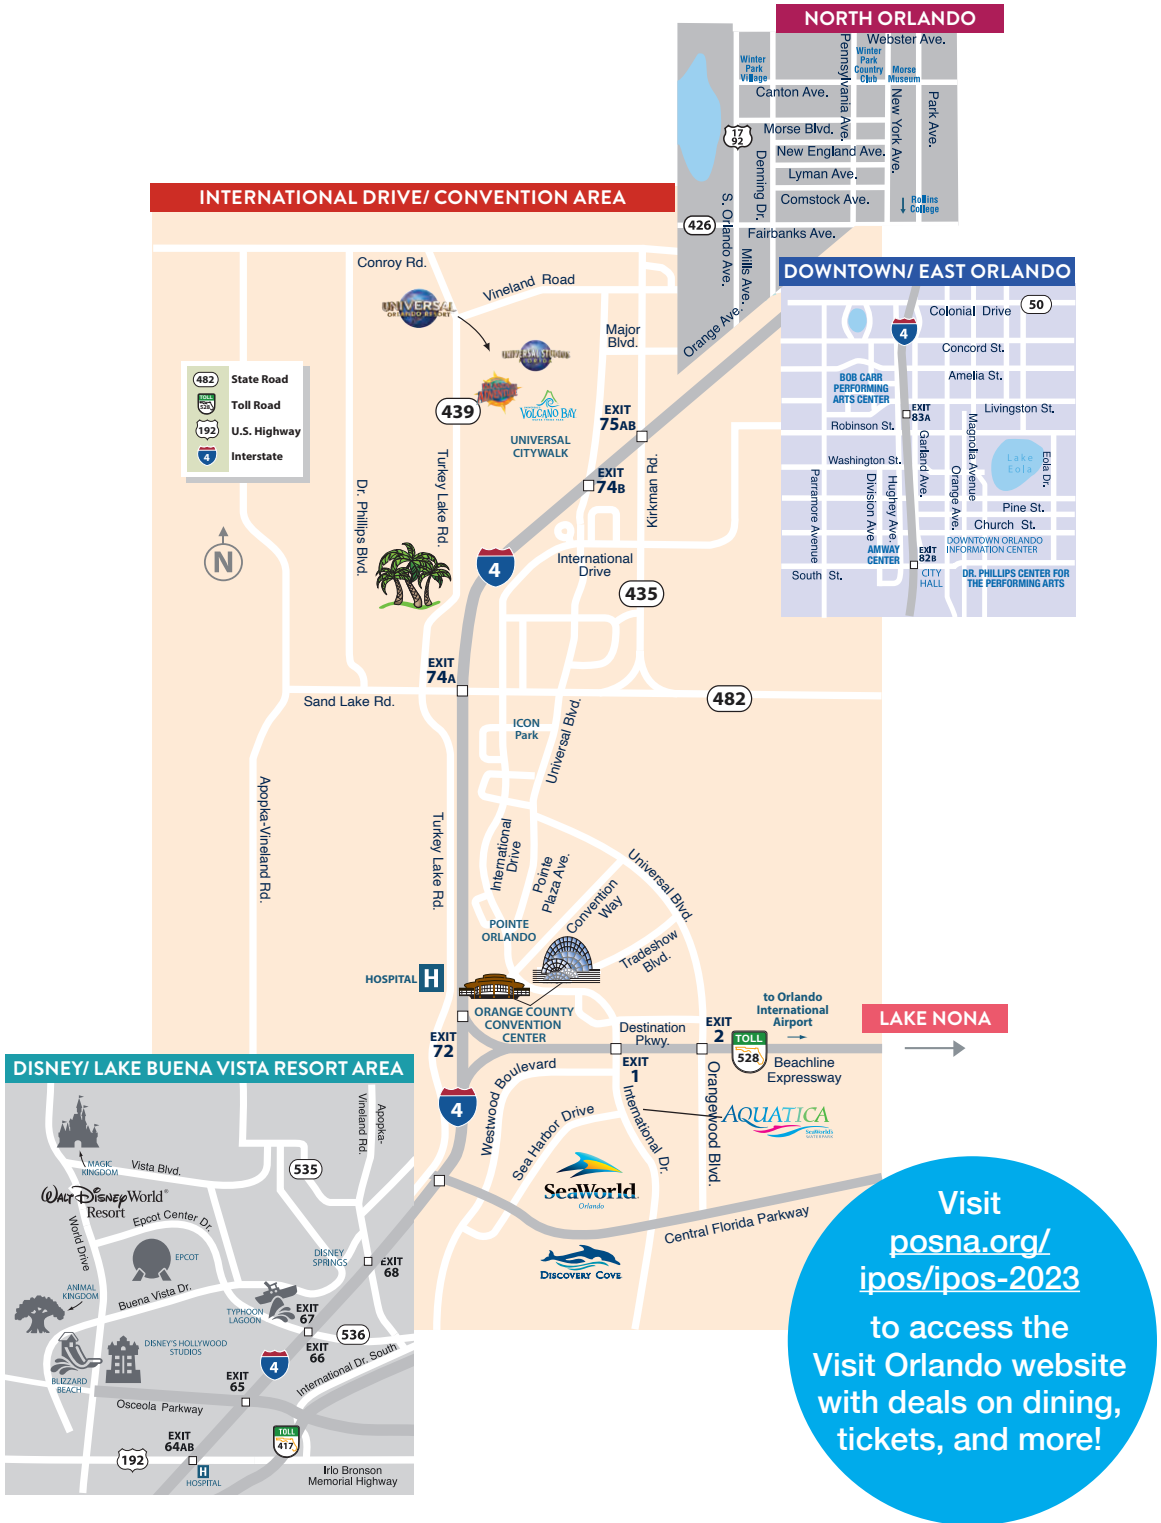 NORTH ORLANDO
Webster Ave.
Pennsylvania Ave.
Winter
Park
Village
Winter
Park
Country
Club
Morse
Museum
Canton Ave.
New York Ave.
Park Ave.
17
92
Morse Blvd.
New England Ave.
Denning Dr.
Lyman Ave.
Comstock Ave.
Rollins
College
S. Orlando Ave.
426
Fairbanks Ave.
Mills Ave.
Orange Ave.
INTERNATIONAL DRIVE/ CONVENTION AREA
Conroy Rd.
Vineland Road
UNIVERSAL
ORLANDO RESORT
Major
Blvd.
UNIVERSAL STUDIOS
VOLCANO BAY
439
UNIVERSAL
CITYWALK
EXIT
75AB
EXIT
74B
482 State Road
TOLL
528
Toll Road
192 U.S. Highway
4 Interstate
N
Dr. Phillips Blvd.
Turkey Lake Rd.
Kirkman Rd.
4
International
Drive
435
EXIT
74A
Sand Lake Rd.
482
ICON
Park
Universal Blvd.
Apopka-Vineland Rd.
Turkey Lake Rd.
International
Drive
Pointe
Plaza Ave.
Convention
Way
Universal Blvd.
Tradeshow
Blvd.
POINTE
ORLANDO
HOSPITAL H
ORANGE COUNTY
CONVENTION
CENTER
EXIT
72
Destination
Pkwy.
EXIT
1
EXIT
2
to Orlando
International
Airport
TOLL
528
Beachline
Expressway
LAKE NONA
4
Westwood Boulevard
Sea Harbor Drive
International Dr.
Orangewood Blvd.
AQUATICA
SeaWorld's
WATERPARK
SeaWorld
Orlando
DISCOVERY COVE
Central Florida Parkway
DOWNTOWN/ EAST ORLANDO
50
4
Colonial Drive
Concord St.
Amelia St.
BOB CARR
PERFORMING
ARTS CENTER
EXIT
83A
Livingston St.
Robinson St.
Garland Ave.
Magnolia Avenue
Lake
Eola
Eola Dr.
Washington St.
Parramore Avenue
Division Ave
Hughey Ave.
Orange Ave.
Pine St.
Church St.
DOWNTOWN ORLANDO
INFORMATION CENTER
AMWAY
CENTER
EXIT
82B
South St.
CITY
HALL
DR. PHILLIPS CENTER FOR
THE PERFORMING ARTS
DISNEY/ LAKE BUENA VISTA RESORT AREA
MAGIC
KINGDOM
Vista Blvd.
535
Apopka-
Vineland Rd.
WALT DISNEY World
Resort
World Drive
Epcot Center Dr.
EPCOT
DISNEY
SPRINGS
EXIT
68
ANIMAL
KINGDOM
Buena Vista Dr.
TYPHOON
LAGOON
EXIT
67
536
EXIT
66
DISNEY'S HOLLYWOOD
STUDIOS
4
BLIZZARD
BEACH
EXIT
65
International Dr. South
Osceola Parkway
EXIT
64AB
TOLL
417
192
H
HOSPITAL
Irlo Bronson
Memorial Highway
Visit
posna.org/
ipos/ipos-2023
to access the
Visit Orlando website
with deals on dining,
tickets, and more!